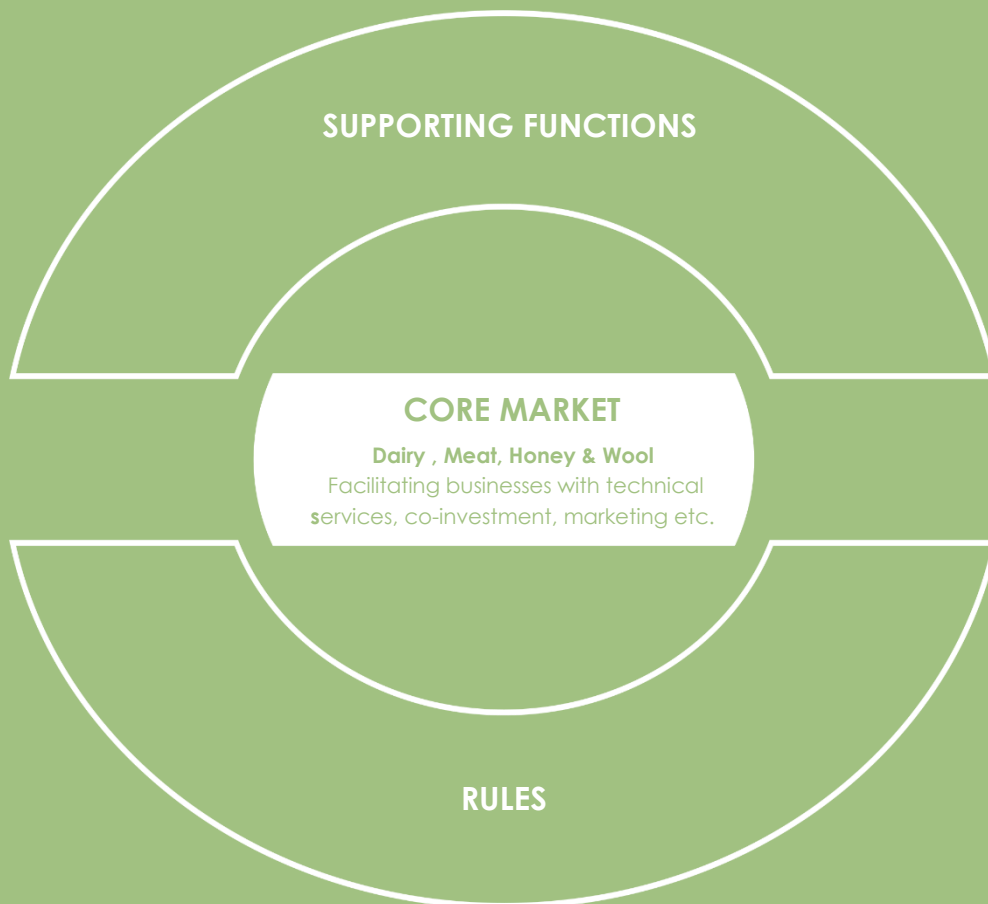 SUPPORTING FUNCTIONS
CORE MARKET
Dairy , Meat, Honey & Wool
Facilitating businesses with technical
services, co-investment, marketing etc.
RULES